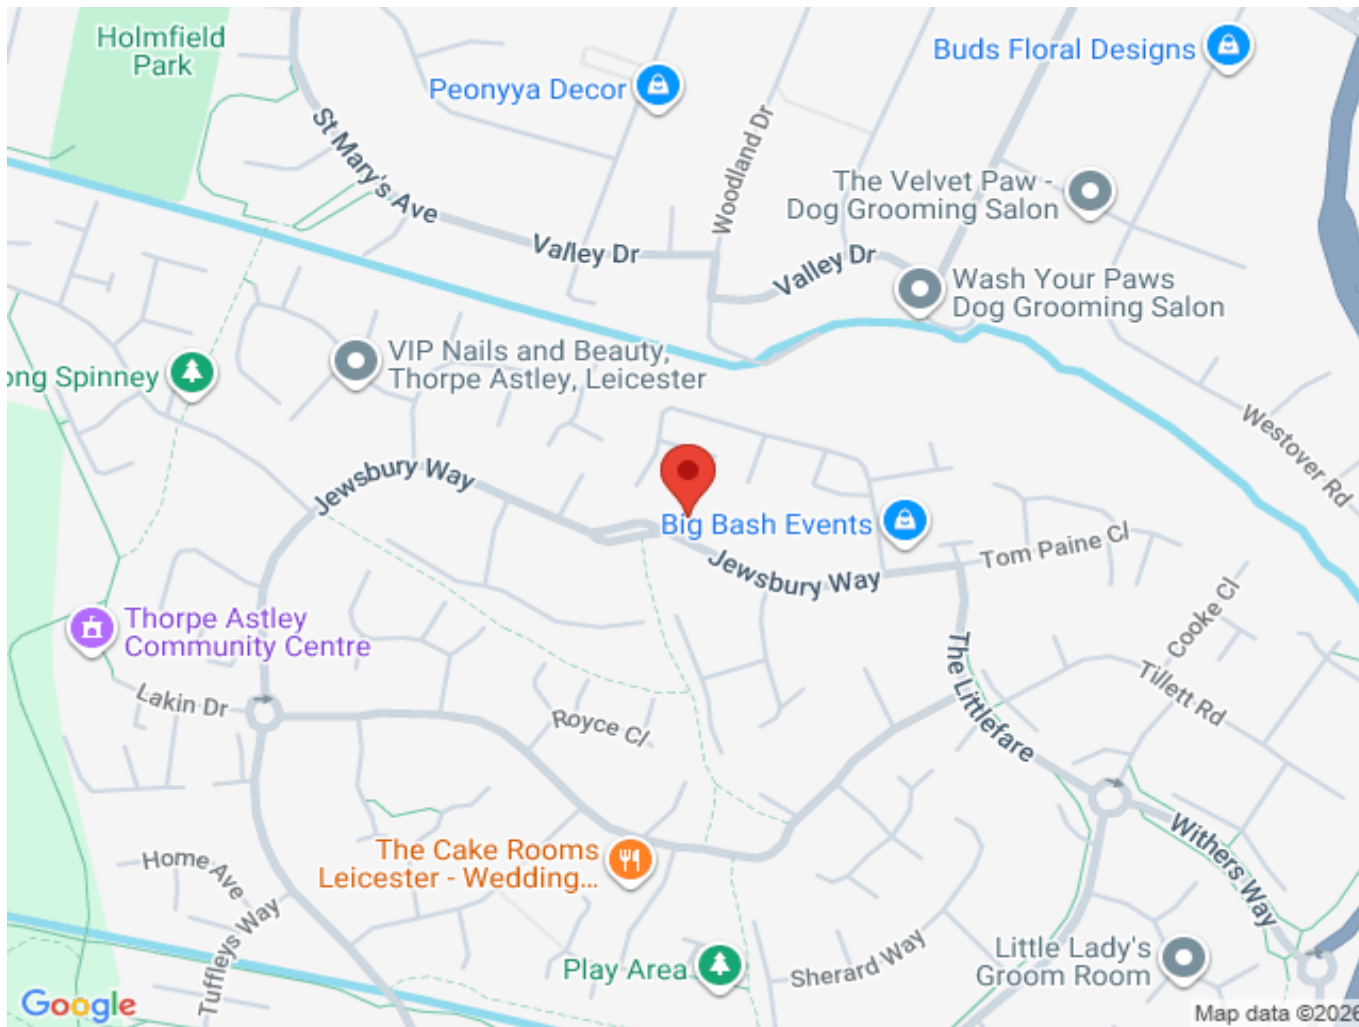 Holmfield
Park
Buds Floral Designs
Peonyya Decor
St Mary's Ave
Woodland Dr
The Velvet Paw -
Dog Grooming Salon
Valley Dr
Valley Dr
Wash Your Paws
Dog Grooming Salon
VIP Nails and Beauty,
Thorpe Astley, Leicester
ong Spinney
Westover Rd
Jewsbury Way
Big Bash Events
Jewsbury Way
Tom Paine Cl
Cooke Cl
Thorpe Astley
Community Centre
The Littlefare
Tillett Rd
Lakin Dr
Royce Cl
Withers Way
The Cake Rooms
Leicester - Wedding...
Home Ave
Tuffleys Way
Sherard Way
Little Lady's
Groom Room
Play Area
Google
Map data ©2026